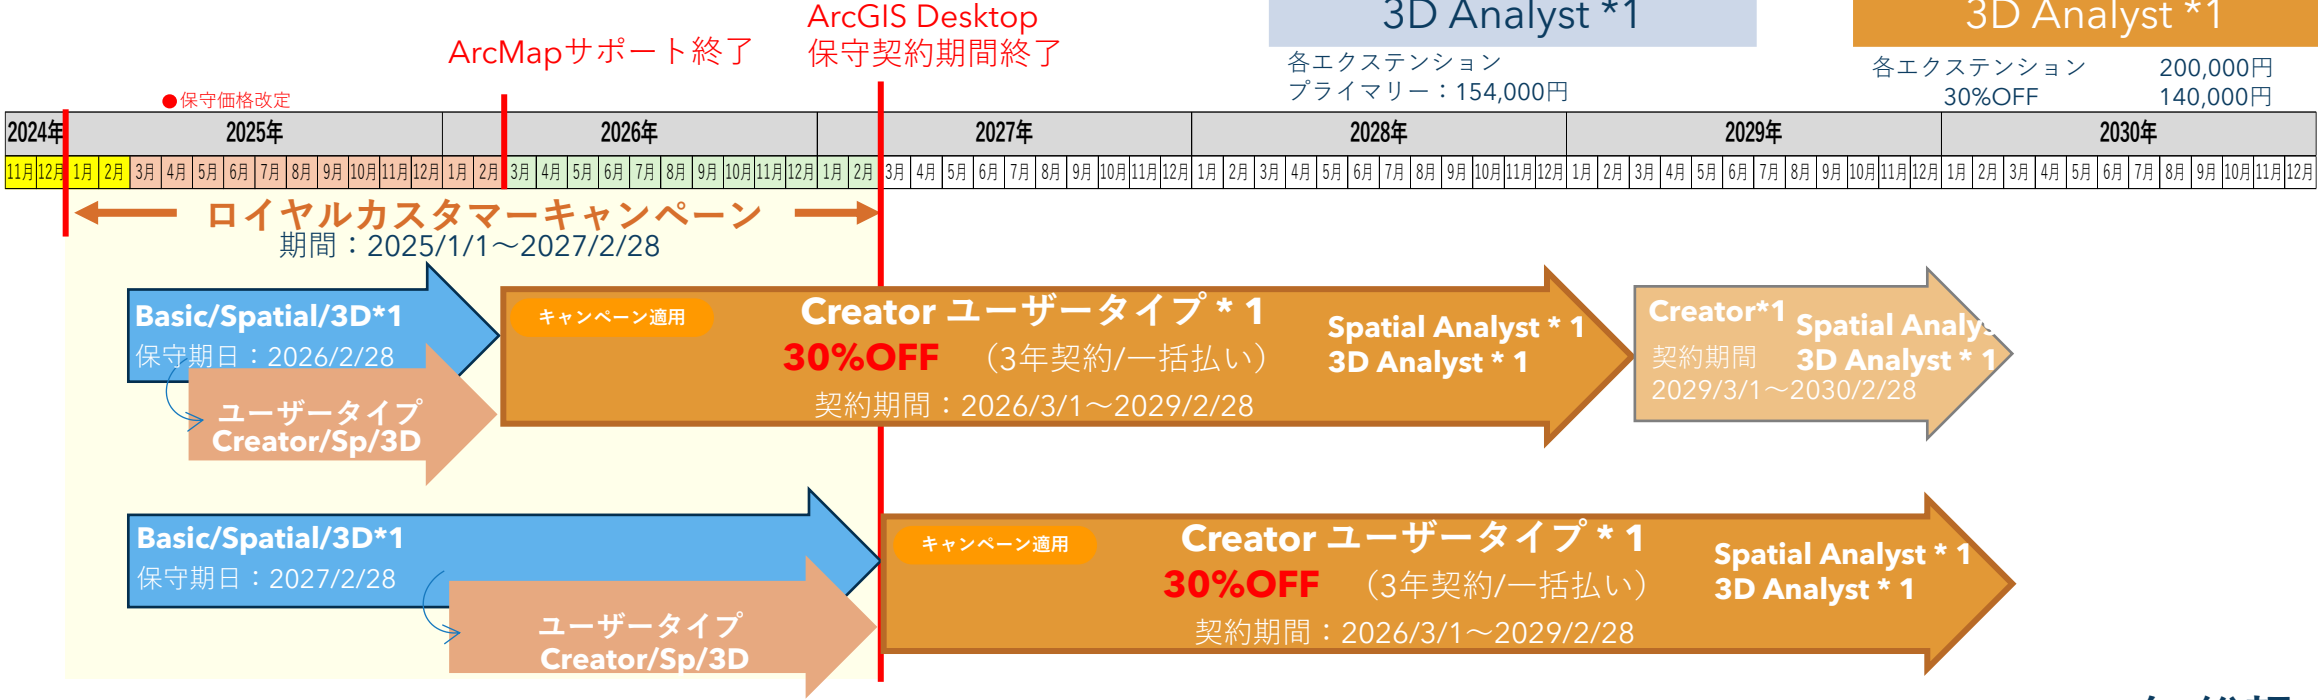 ArcMapサポート終了
ArcGIS Desktop
保守契約期間終了
3D Analyst *1
各エクステンション
プライマリー：154,000円
3D Analyst *1
各エクステンション 200,000円
30%OFF 140,000円
●保守価格改定
2024年 2025年 2026年 2027年 2028年 2029年 2030年
11月 12月 1月 2月 3月 4月 5月 6月 7月 8月 9月 10月 11月 12月 1月 2月 3月 4月 5月 6月 7月 8月 9月 10月 11月 12月 1月 2月 3月 4月 5月 6月 7月 8月 9月 10月 11月 12月 1月 2月 3月 4月 5月 6月 7月 8月 9月 10月 11月 12月 1月 2月 3月 4月 5月 6月 7月 8月 9月 10月 11月 12月 1月 2月 3月 4月 5月 6月 7月 8月 9月 10月 11月 12月
ロイヤルカスタマーキャンペーン
期間：2025/1/1～2027/2/28
Basic/Spatial/3D*1
保守期日：2026/2/28
ユーザータイプ
Creator/Sp/3D
キャンペーン適用
Creator ユーザータイプ * 1
30%OFF （3年契約/一括払い）
契約期間：2026/3/1～2029/2/28
Spatial Analyst * 1
3D Analyst * 1
Creator*1
契約期間
2029/3/1～2030/2/28
Spatial Analys
3D Analyst * 1
Basic/Spatial/3D*1
保守期日：2027/2/28
ユーザータイプ
Creator/Sp/3D
キャンペーン適用
Creator ユーザータイプ * 1
30%OFF （3年契約/一括払い）
契約期間：2026/3/1～2029/2/28
Spatial Analyst * 1
3D Analyst * 1